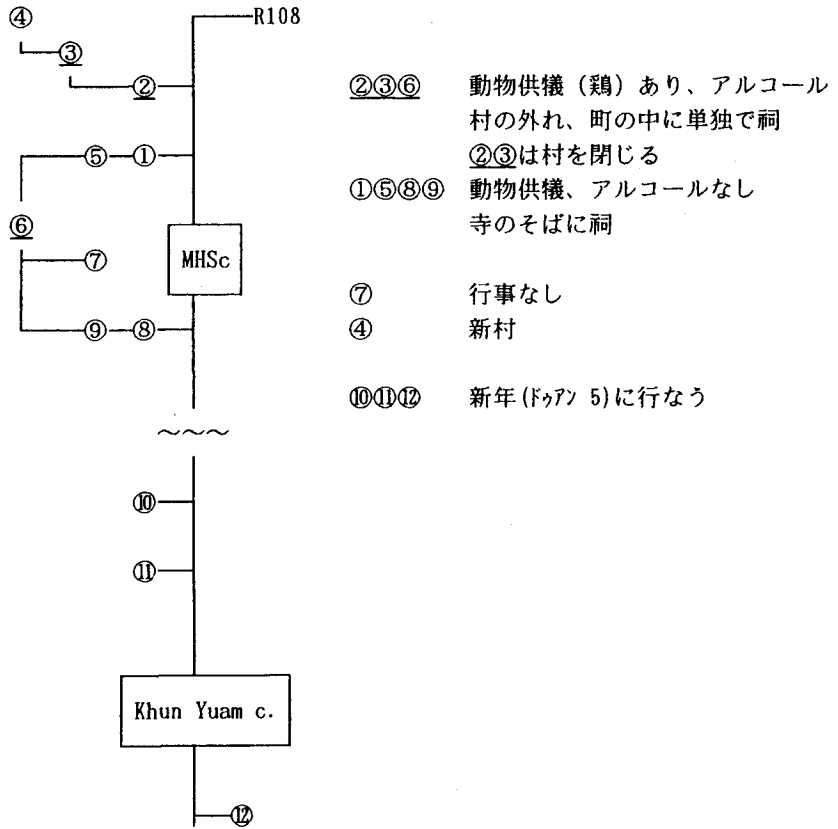 ④
R108
③
②
②③⑥ 動物供犠（鶏）あり、アルコール
村の外れ、町の中に単独で祠
②③は村を閉じる
⑤ ①
①⑤⑧⑨ 動物供犠、アルコールなし
寺のそばに祠
⑥
MHSc
⑦
⑦ 行事なし
⑨ ⑧
④ 新村
⑩⑪⑫ 新年(ドゥアン 5)に行なう
～～～
⑩
⑪
Khun Yuam c.
⑫